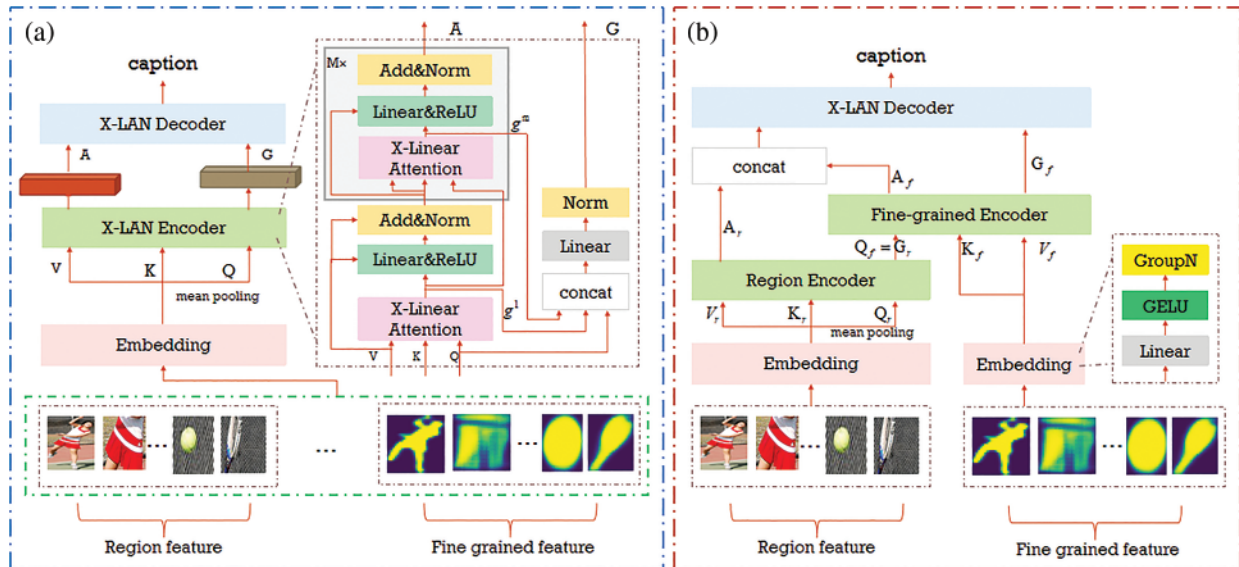 (a)
caption
X-LAN Decoder
A
G
X-LAN Encoder
V
K
Q
mean pooling
Embedding
...
...
...
Region feature
Fine grained feature
A
G
M×
Add&Norm
Linear&ReLU
gⁿ
X-Linear
Attention
Norm
Add&Norm
Linear
Linear&ReLU
concat
g¹
X-Linear
Attention
V
K
Q
(b)
caption
X-LAN Decoder
concat
A_f
G_f
Fine-grained Encoder
A_r
Q_f = G_r
K_f
V_f
Region Encoder
V_r
K_r
Q_r
mean pooling
Embedding
Embedding
GroupN
GELU
Linear
...
...
Region feature
Fine grained feature